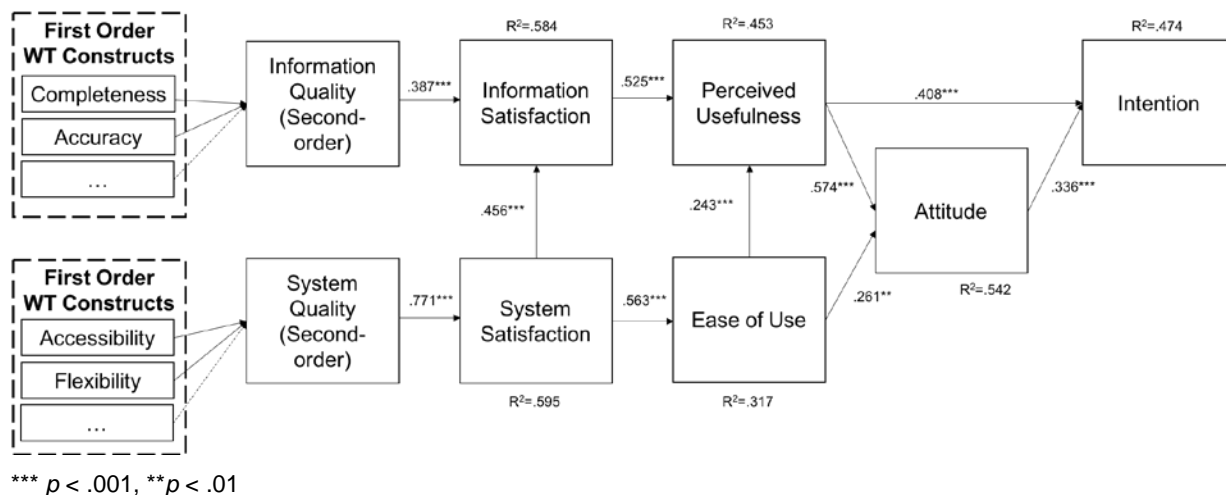 First Order
WT Constructs
Completeness
Accuracy
...
Information
Quality
(Second-
order)
.387***
R²=.584
Information
Satisfaction
.525***
R²=.453
Perceived
Usefulness
.408***
R²=.474
Intention
.456***
.243***
.574***
Attitude
.336***
R²=.542
First Order
WT Constructs
Accessibility
Flexibility
...
System
Quality
(Second-
order)
.771***
System
Satisfaction
R²=.595
.563***
Ease of Use
R²=.317
.261**
*** p < .001, **p < .01